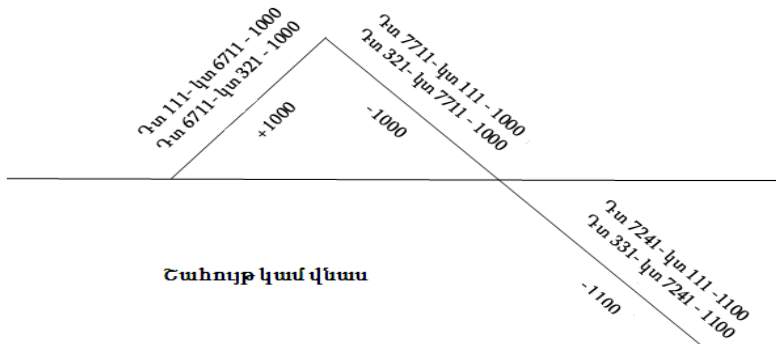 Դտ 111- կտ 6711 - 1000
Դտ 6711- կտ 321 - 1000
+1000
Դտ 7711- կտ 111 - 1000
Դտ 321- կտ 7711 - 1000
-1000
Դտ 7241- կտ 111 -1100
Դտ 331- կտ 7241 - 1100
-1100
Շահույթ կամ վնաս